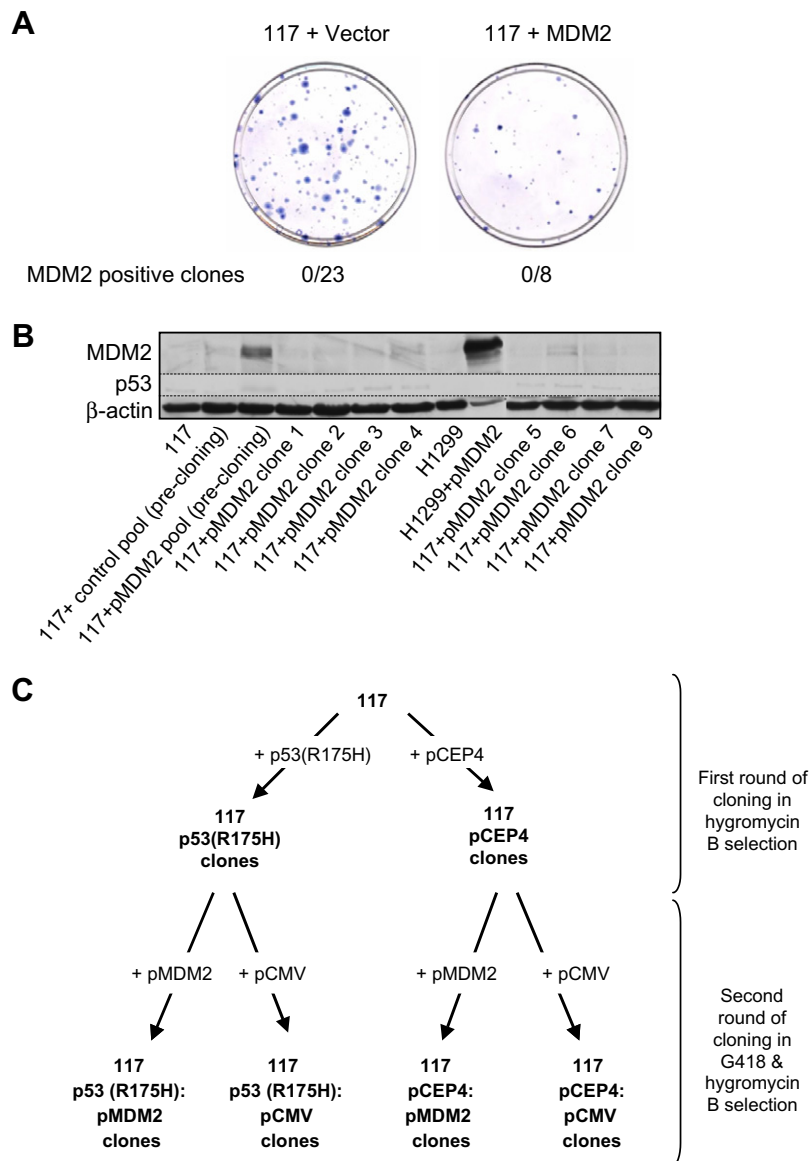 A
117 + Vector 117 + MDM2
MDM2 positive clones 0/23 0/8
B
MDM2
p53
β-actin
117
117+ control pool (pre-cloning)
117+pMDM2 pool (pre-cloning)
117+pMDM2 clone 1
117+pMDM2 clone 2
117+pMDM2 clone 3
117+pMDM2 clone 4
H1299
H1299+pMDM2
117+pMDM2 clone 5
117+pMDM2 clone 6
117+pMDM2 clone 7
117+pMDM2 clone 9
C
117
+ p53(R175H) + pCEP4
117
p53(R175H)
clones
117
pCEP4
clones
First round of
cloning in
hygromycin
B selection
+ pMDM2 + pCMV + pMDM2 + pCMV
117
p53 (R175H):
pMDM2
clones
117
p53 (R175H):
pCMV
clones
117
pCEP4:
pMDM2
clones
117
pCEP4:
pCMV
clones
Second
round of
cloning in
G418 &
hygromycin
B selection